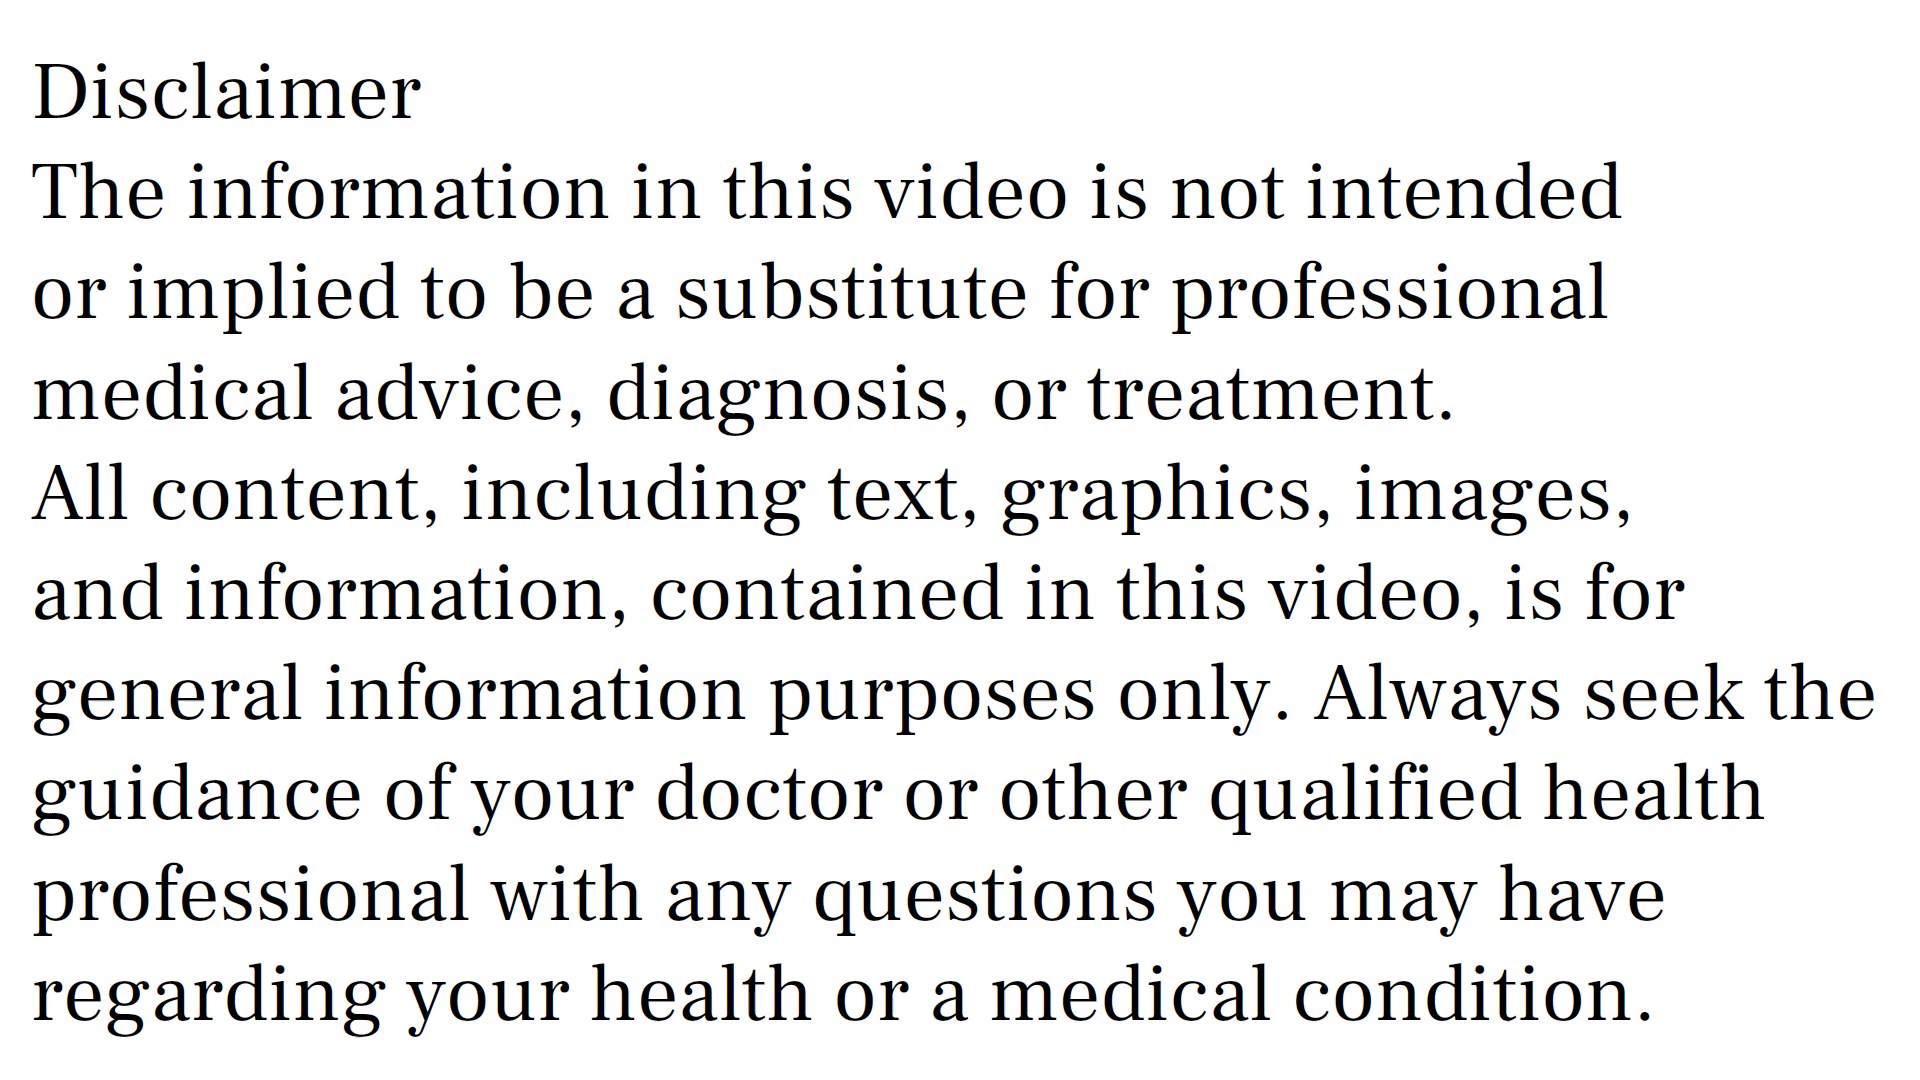 Disclaimer
The information in this video is not intended
or implied to be a substitute for professional
medical advice, diagnosis, or treatment.
All content, including text, graphics, images,
and information, contained in this video, is for
general information purposes only. Always seek the
guidance of your doctor or other qualified health
professional with any questions you may have
regarding your health or a medical condition.